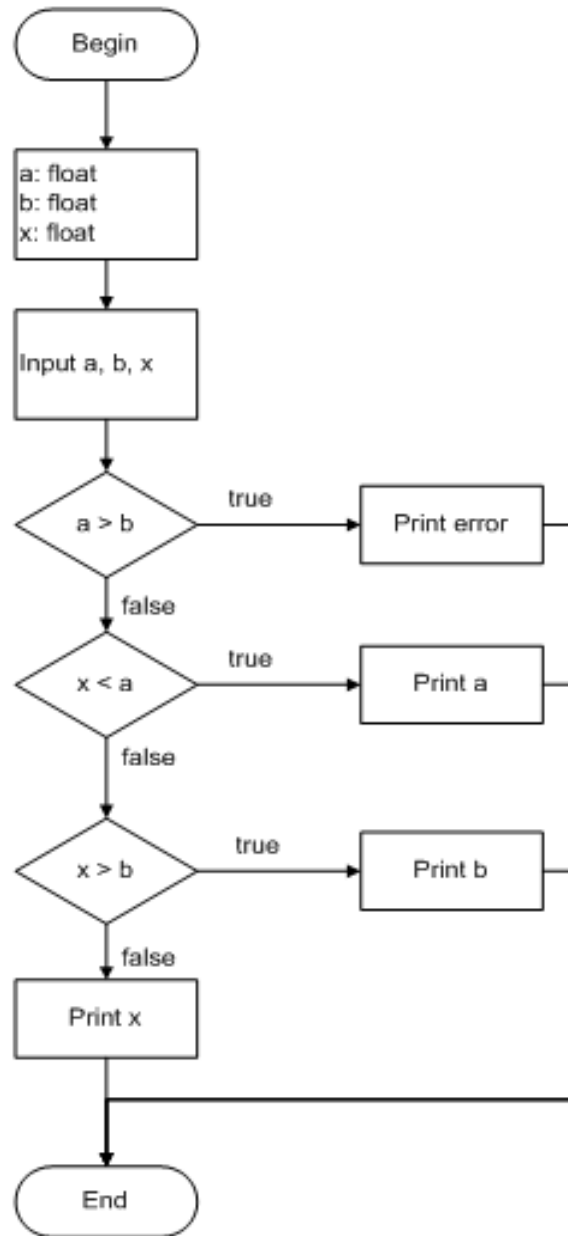 Begin
a: float
b: float
x: float
Input a, b, x
a > b
true
Print error
false
x < a
true
Print a
false
x > b
true
Print b
false
Print x
End